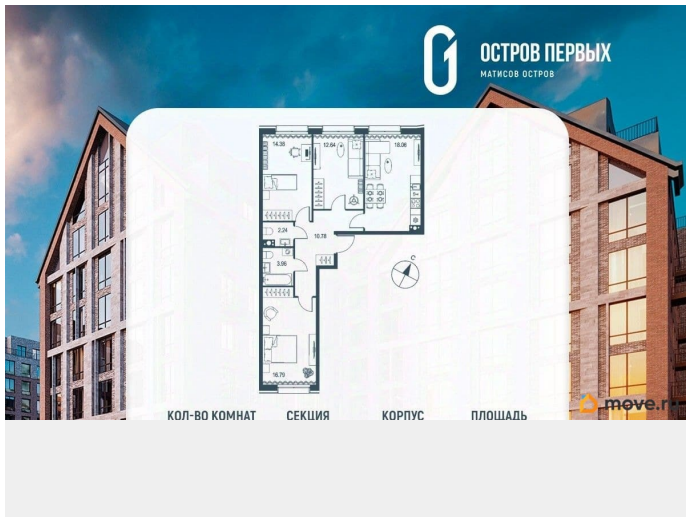 ОСТРОВ ПЕРВЫХ
МАТИСОВ ОСТРОВ
14.35
12.64
18.06
2.24
10.78
3.96
С
16.79
КОЛ-ВО КОМНАТ СЕКЦИЯ КОРПУС ПЛОЩАДЬ
move.ru